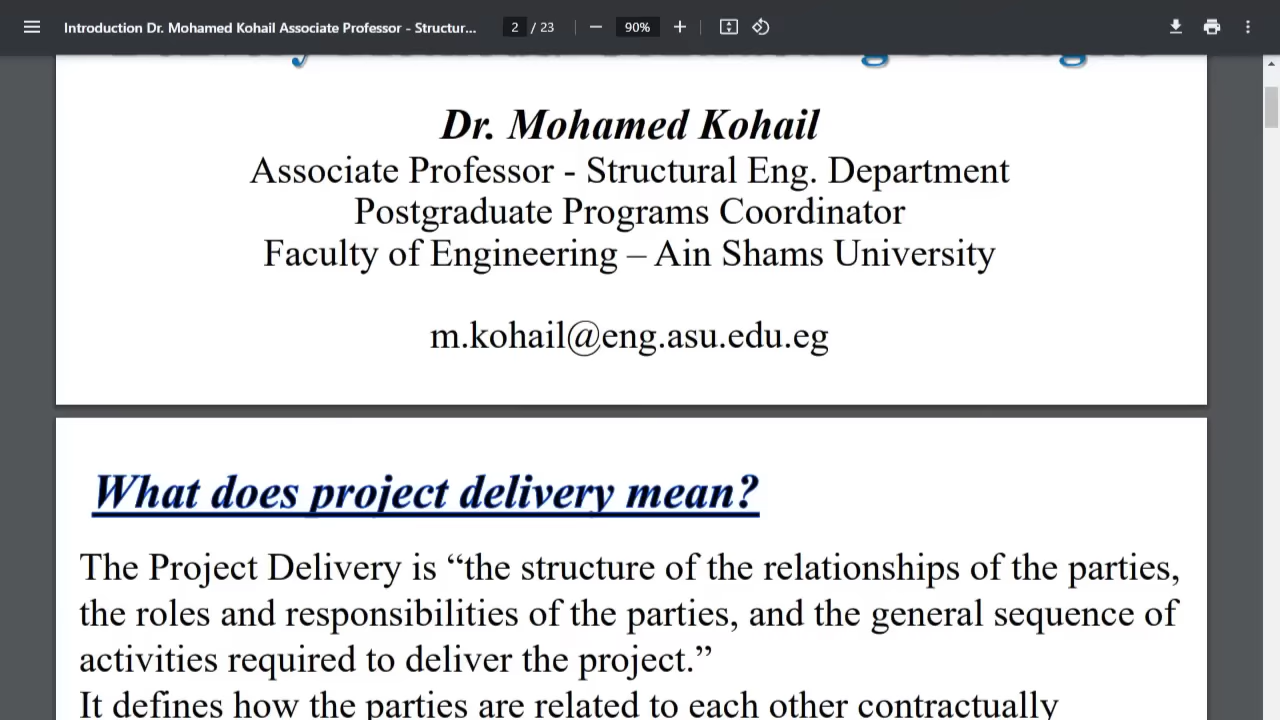 Introduction Dr. Mohamed Kohail Associate Professor - Structur...
2 / 23
90%
Dr. Mohamed Kohail
Associate Professor - Structural Eng. Department
Postgraduate Programs Coordinator
Faculty of Engineering – Ain Shams University
m.kohail@eng.asu.edu.eg
What does project delivery mean?
The Project Delivery is “the structure of the relationships of the parties,
the roles and responsibilities of the parties, and the general sequence of
activities required to deliver the project.”
It defines how the parties are related to each other contractually